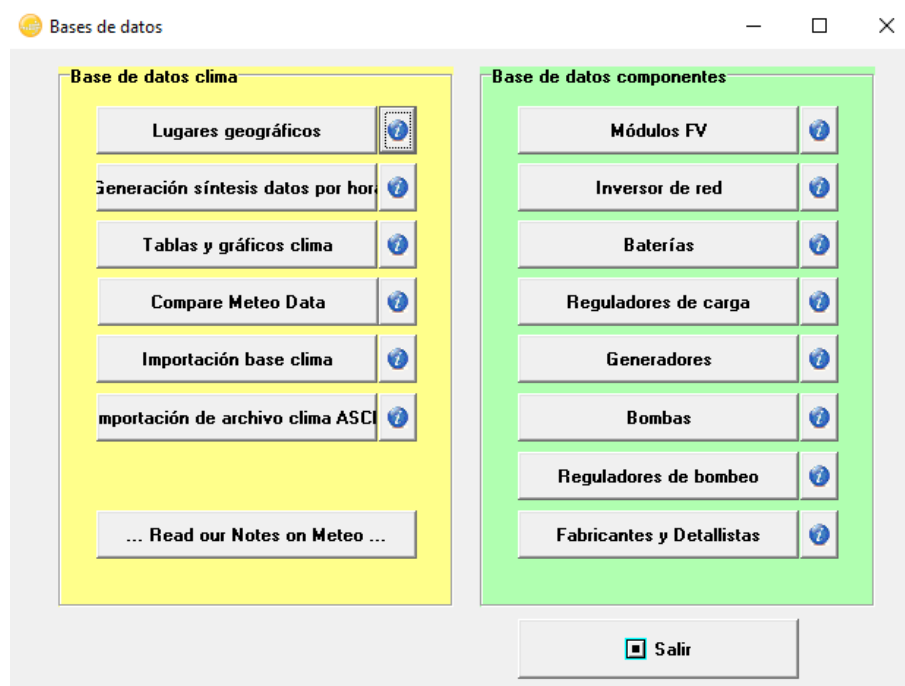 Bases de datos
Base de datos clima
Lugares geográficos
Generación síntesis datos por hora
Tablas y gráficos clima
Compare Meteo Data
Importación base clima
mportación de archivo clima ASCI
... Read our Notes on Meteo ...
Base de datos componentes
Módulos FV
Inversor de red
Baterías
Reguladores de carga
Generadores
Bombas
Reguladores de bombeo
Fabricantes y Detallistas
Salir